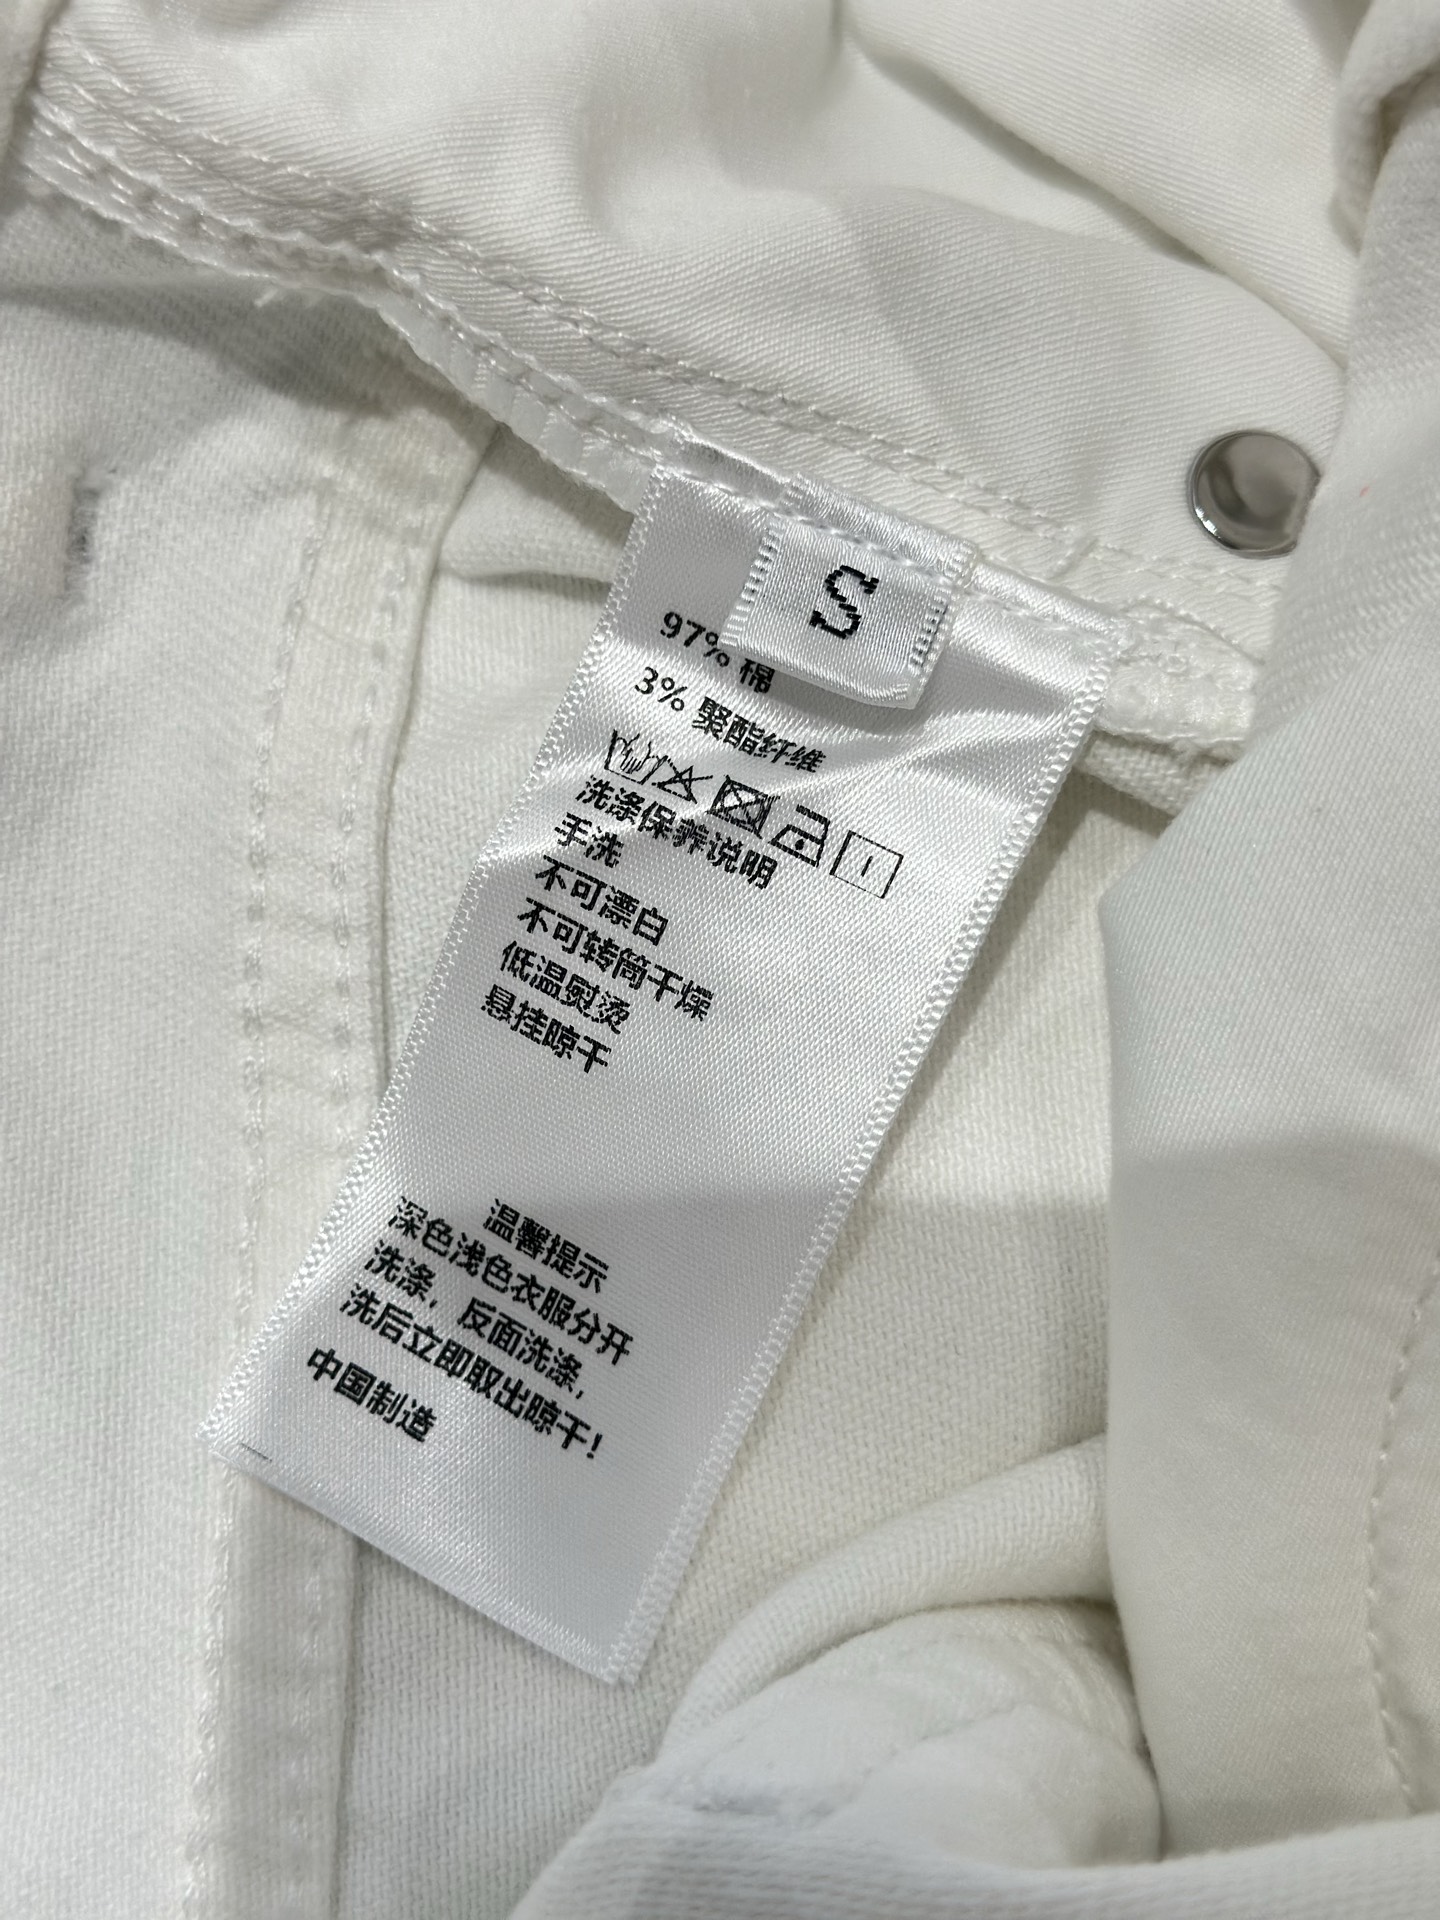 S
97% 棉
3% 聚酯纤维
洗涤保养说明
手洗
不可漂白
不可转筒干燥
低温熨烫
悬挂晾干
温馨提示
深色浅色衣服分开
洗涤，反面洗涤，
洗后立即取出晾干！
中国制造